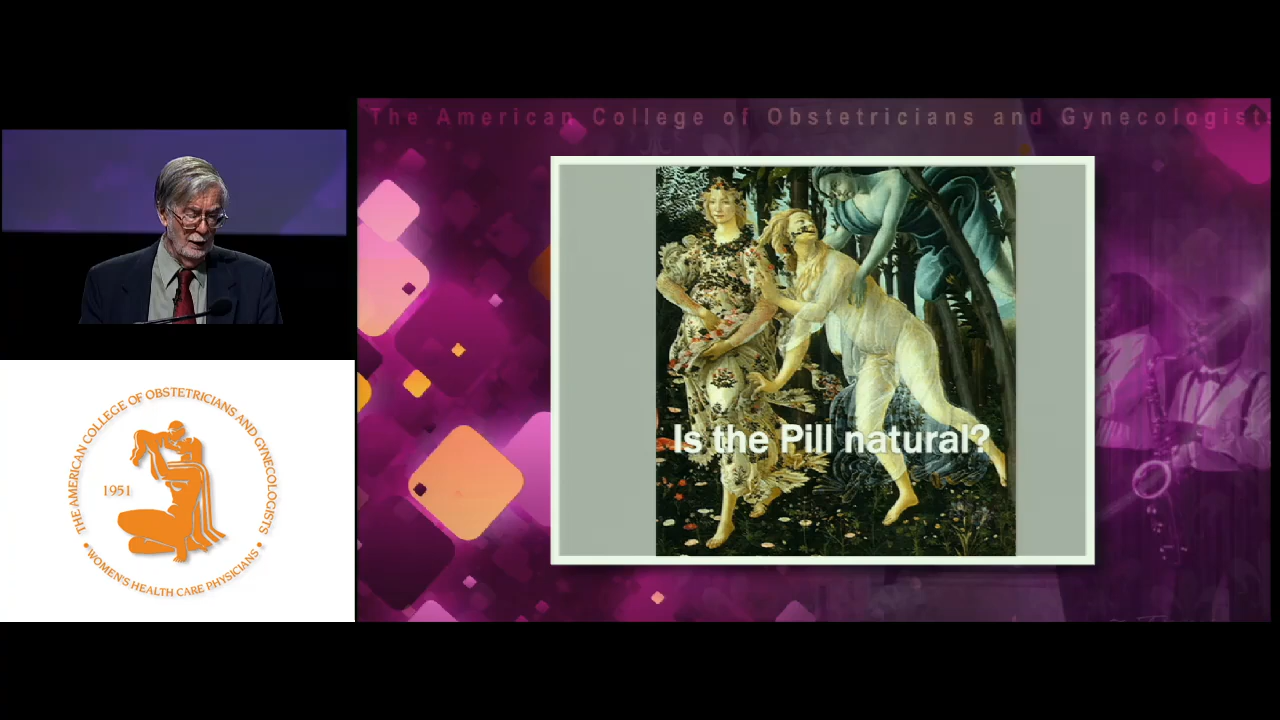 The American College of Obstetricians and Gynecologists
Is the Pill natural?
THE AMERICAN COLLEGE OF OBSTETRICIANS AND GYNECOLOGISTS
1951
• WOMEN'S HEALTH CARE PHYSICIANS •